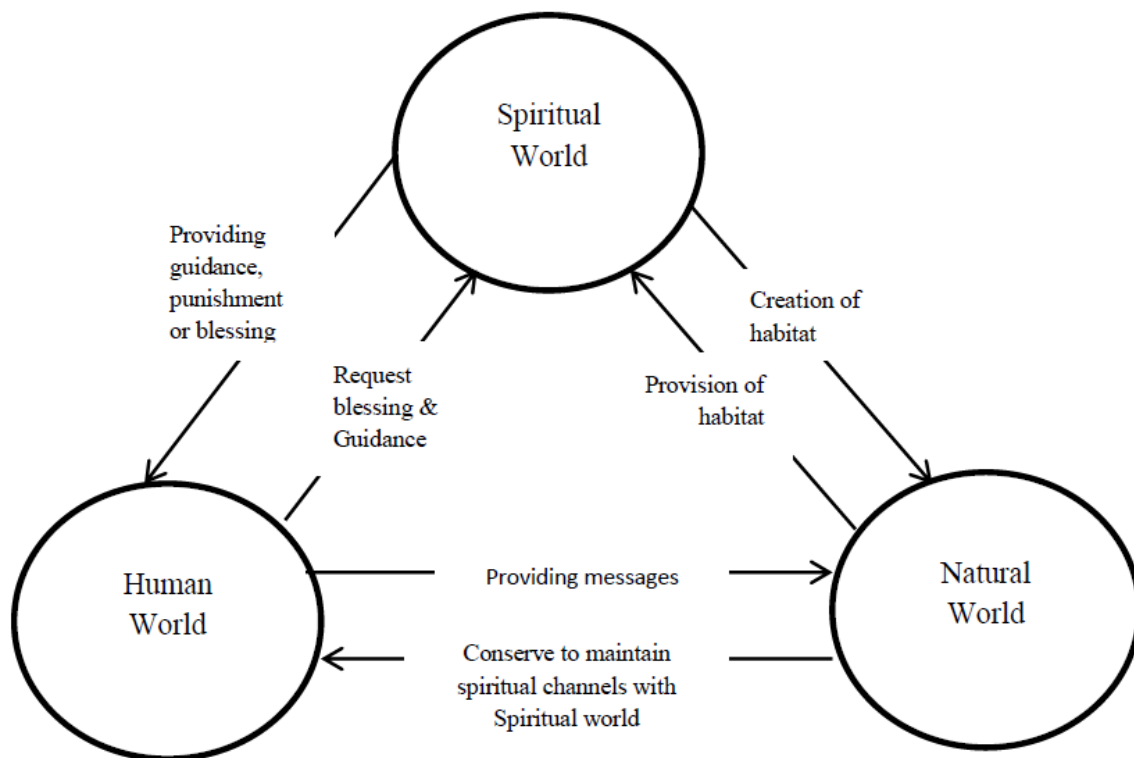 Spiritual
World
Providing
guidance,
punishment
or blessing
Creation of
habitat
Request
blessing &
Guidance
Provision of
habitat
Human
World
Providing messages
Natural
World
Conserve to maintain
spiritual channels with
Spiritual world